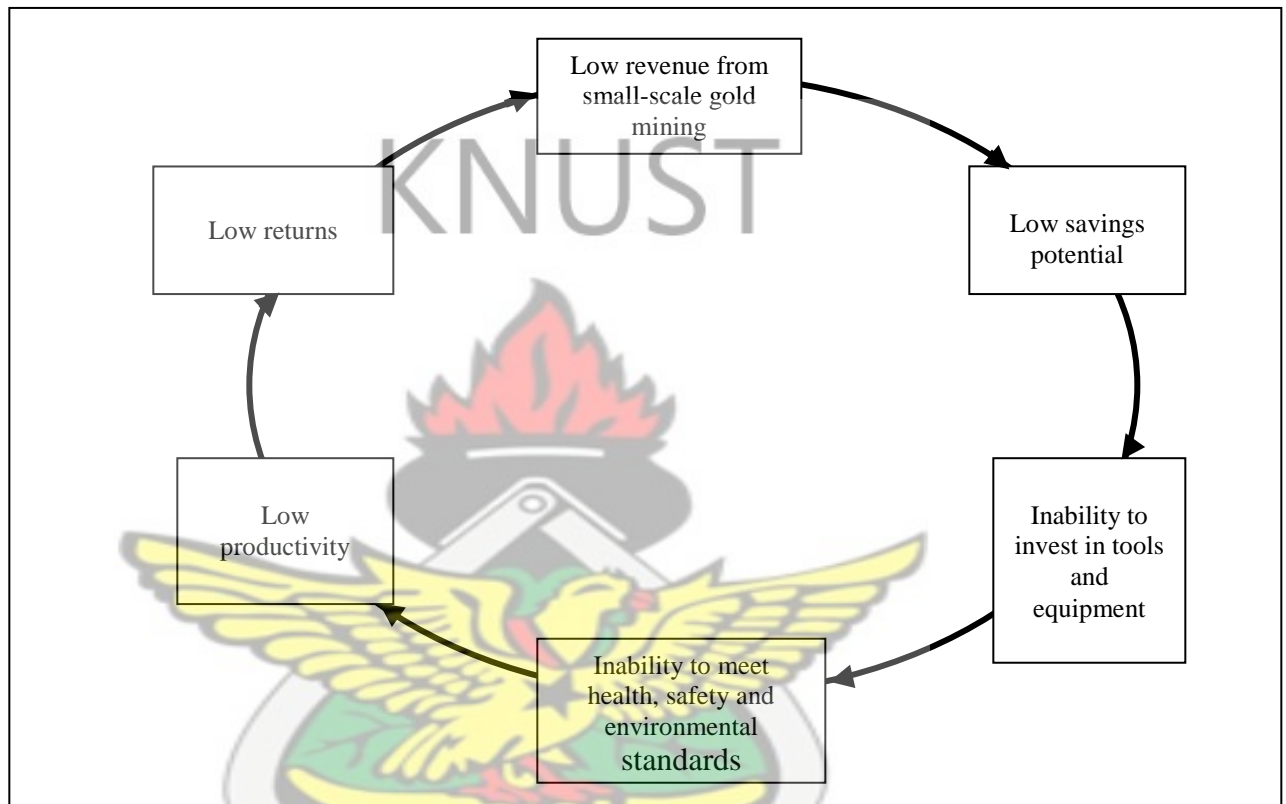 Low revenue from
small-scale gold
mining
KNUST
Low returns
Low savings
potential
Low
productivity
Inability to
invest in tools
and
equipment
Inability to meet
health, safety and
environmental
standards